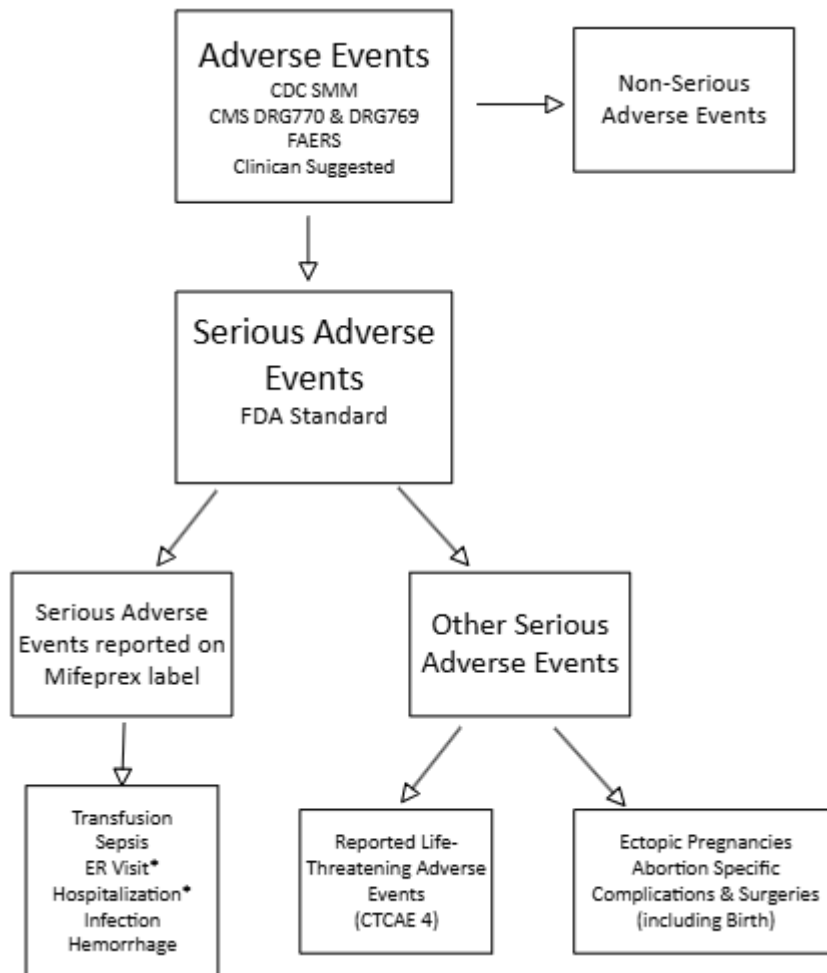 Adverse Events
CDC SMM
CMS DRG770 & DRG769
FAERS
Clinican Suggested
Non-Serious
Adverse Events
Serious Adverse
Events
FDA Standard
Serious Adverse
Events reported on
Mifeprex label
Other Serious
Adverse Events
Transfusion
Sepsis
ER Visit*
Hospitalization*
Infection
Hemorrhage
Reported Life-
Threatening Adverse
Events
(CTCAE 4)
Ectopic Pregnancies
Abortion Specific
Complications & Surgeries
(including Birth)